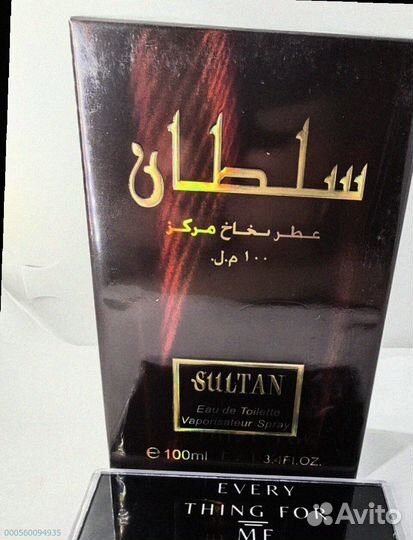 سلطان
عطر بخاخ مركز
١٠٠ م.ل.
SULTAN
Eau de Toilette
Vaporisateur Spray
℮100ml 3.4Fl.OZ.
EVERY
THING FOR
ME
000560094935
Avito